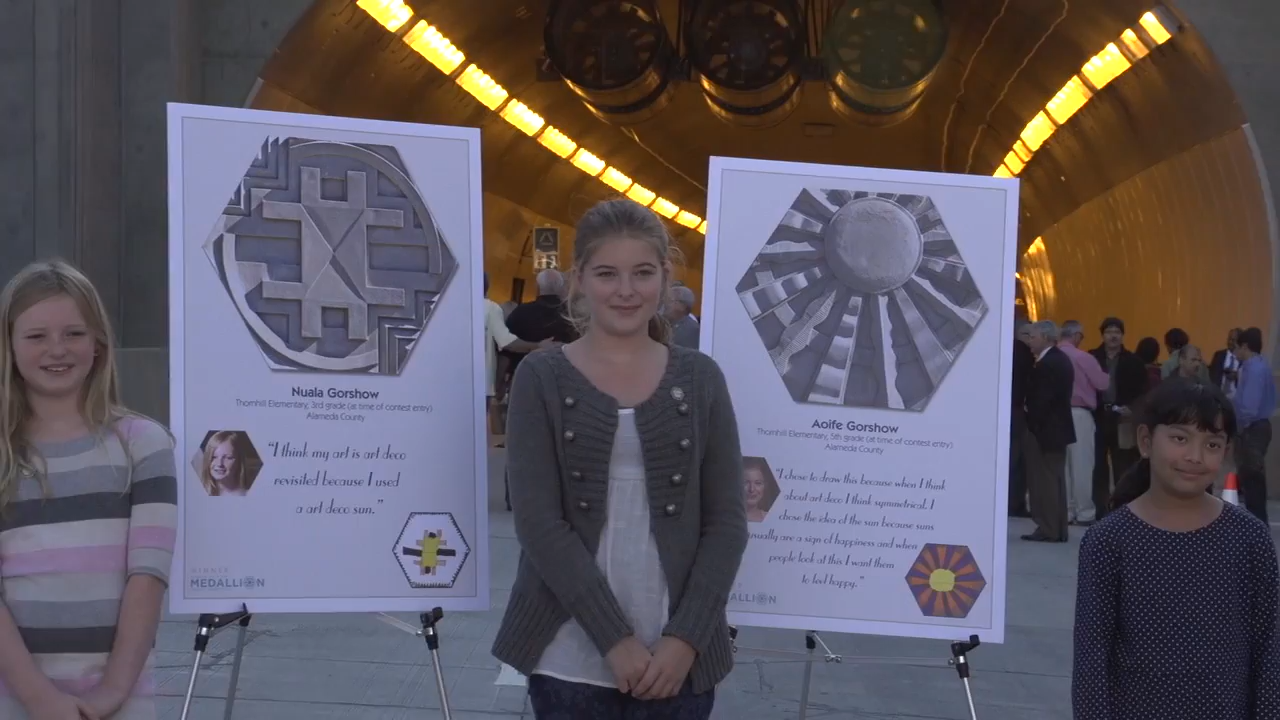 Nuala Gorshow
Thornhill Elementary, 3rd grade (at time of contest entry)
Alameda County
"I think my art is art deco
revisited because I used
a art deco sun."
WINNER
MEDALLION
Aoife Gorshow
Thornhill Elementary, 5th grade (at time of contest entry)
Alameda County
"I chose to draw this because when I think
about art deco I think symmetrical. I
chose the idea of the sun because suns
usually are a sign of happiness and when
people look at this I want them
to feel happy."
ALLION